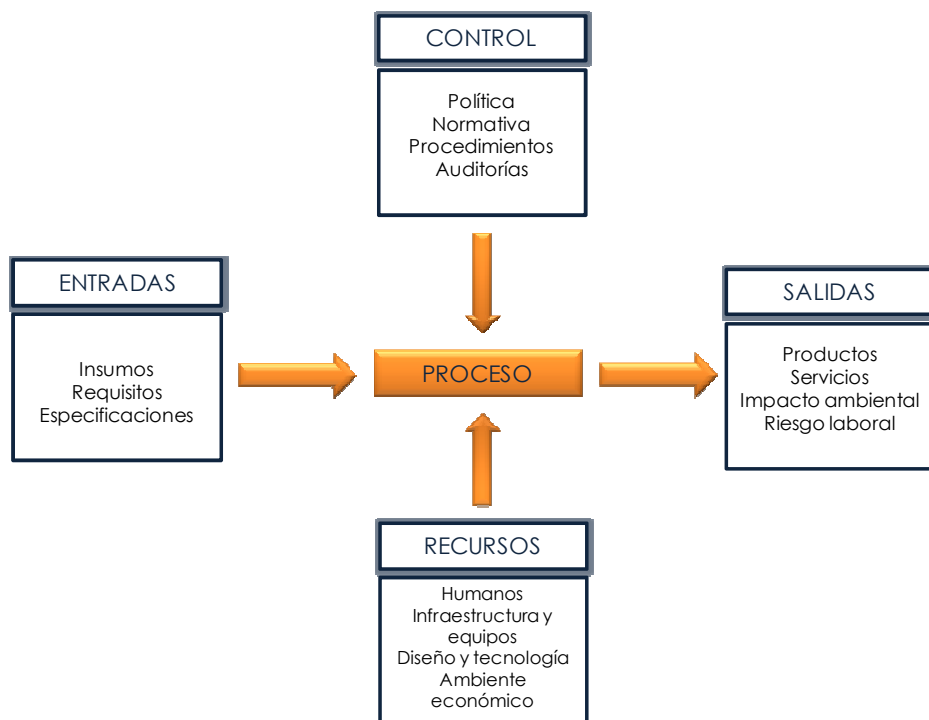 CONTROL
Política
Normativa
Procedimientos
Auditorías
ENTRADAS
Insumos
Requisitos
Especificaciones
PROCESO
SALIDAS
Productos
Servicios
Impacto ambiental
Riesgo laboral
RECURSOS
Humanos
Infraestructura y
equipos
Diseño y tecnología
Ambiente
económico